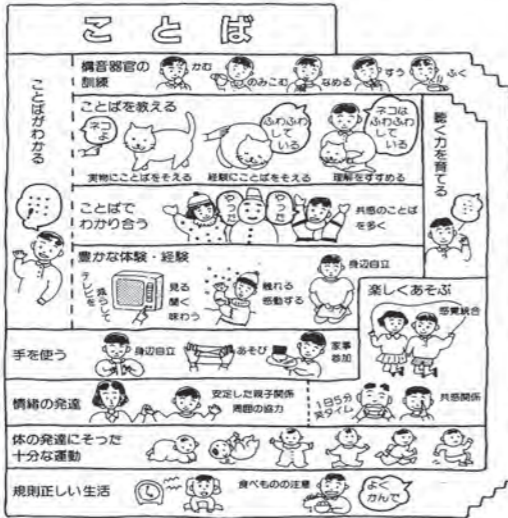 ことば
構音器官の
訓練
かむ
のみこむ
なめる
すう
ふく
ことばがわかる
ことばを教える
ネコよ
ふわふわ
して
いる
ネコは
ふわふわ
して
いる
実物にことばをそえる
経験にことばをそえる
理解をすすめる
聴く力を育てる
ことばで
わかり合う
やった
やった
共感のことば
を多く
豊かな体験・経験
テレビを
減らして
見る
聞く
味わう
触れる
感動する
身辺自立
楽しくあそぶ
感覚統合
手を使う
身辺自立
あそび
家事
参加
情緒の発達
安定した親子関係
周囲の協力
1日5分
笑タイム
共感関係
体の発達にそった
十分な運動
規則正しい生活
食べものの注意
よく
かんで